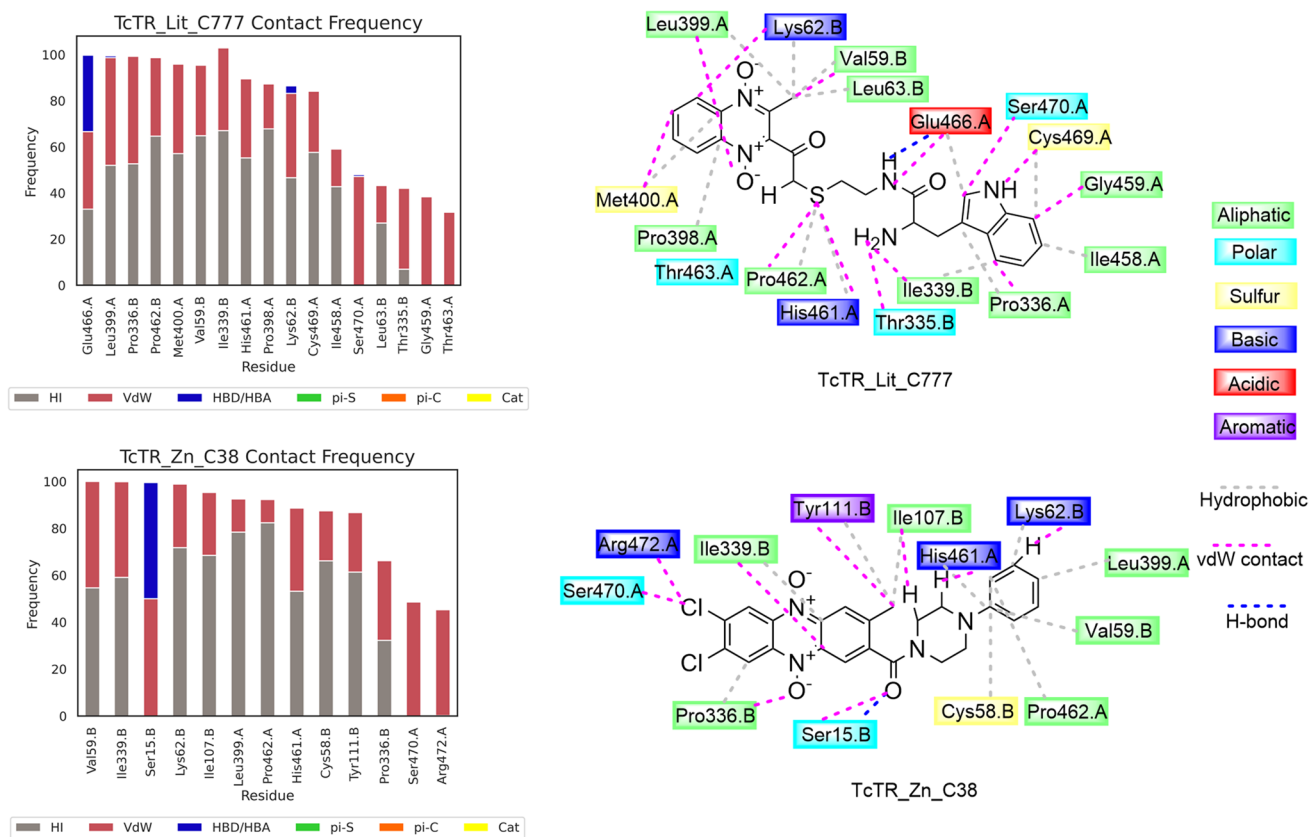 TcTR_Lit_C777 Contact Frequency
100
80
60
40
20
0
Frequency
Glu466.A
Leu399.A
Pro336.B
Pro462.B
Met400.A
Val59.B
Ile339.B
His461.A
Pro398.A
Lys62.B
Cys469.A
Ile458.A
Ser470.A
Leu63.B
Thr335.B
Gly459.A
Thr463.A
Residue
HI VdW HBD/HBA pi-S pi-C Cat
Leu399.A
Lys62.B
Val59.B
Leu63.B
Glu466.A
Ser470.A
Cys469.A
Gly459.A
Ile458.A
Met400.A
Pro398.A
Thr463.A
Pro462.A
His461.A
Thr335.B
Ile339.B
Pro336.A
O-
N+
N+
O-
O
H
S
H
N
O
H2N
NH
TcTR_Lit_C777
Aliphatic
Polar
Sulfur
Basic
Acidic
Aromatic
Hydrophobic
vdW contact
H-bond
TcTR_Zn_C38 Contact Frequency
100
80
60
40
20
0
Frequency
Val59.B
Ile339.B
Ser15.B
Lys62.B
Ile107.B
Leu399.A
Pro462.A
His461.A
Cys58.B
Tyr111.B
Pro336.B
Ser470.A
Arg472.A
Residue
HI VdW HBD/HBA pi-S pi-C Cat
Tyr111.B
Ile107.B
Lys62.B
Arg472.A
Ile339.B
His461.A
Leu399.A
Ser470.A
Val59.B
Pro336.B
Ser15.B
Cys58.B
Pro462.A
O-
N+
Cl
Cl
N+
O-
O
N
N
H
H
H
TcTR_Zn_C38